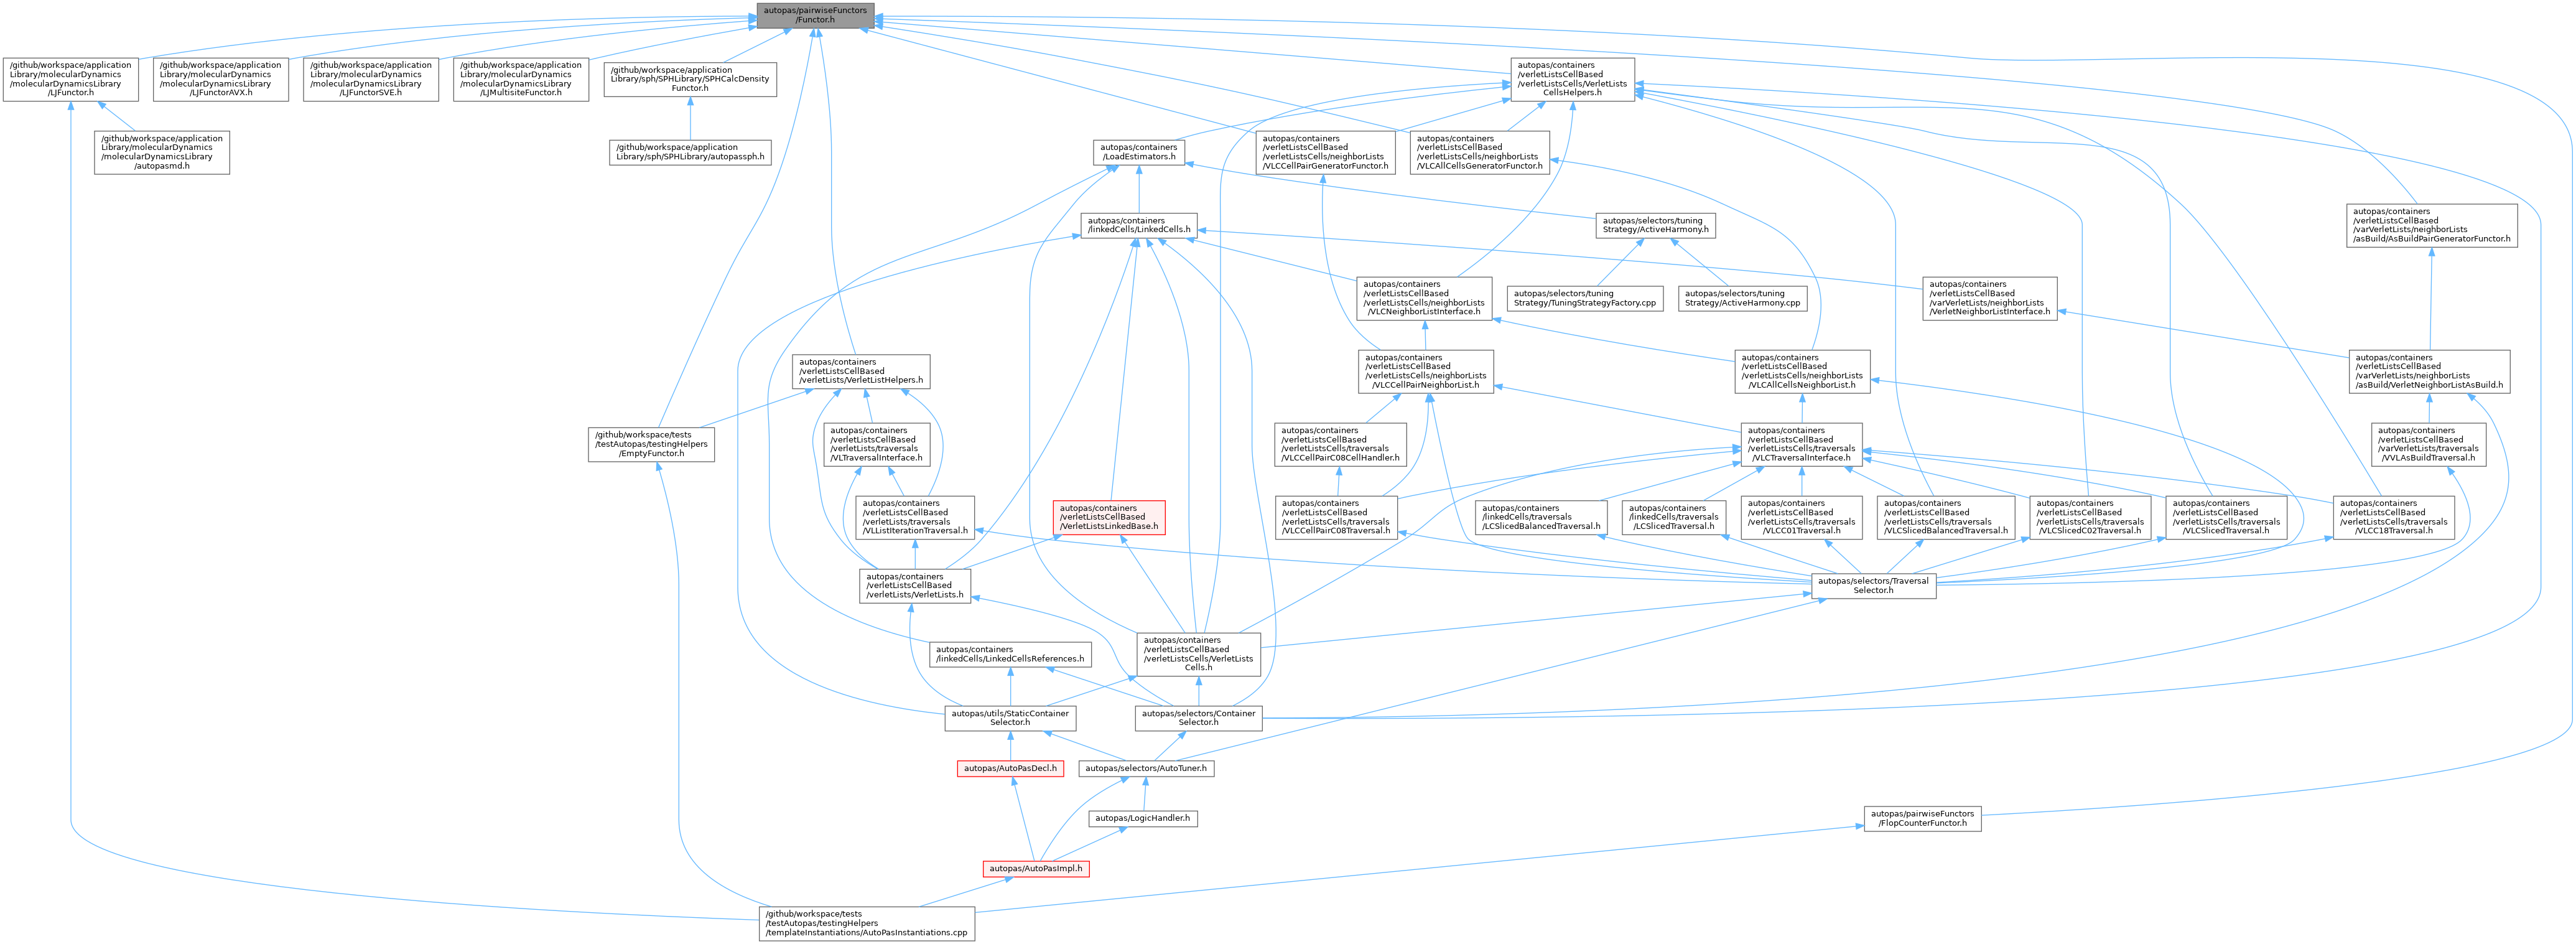 autopas/pairwiseFunctors
/Functor.h
/github/workspace/application
Library/molecularDynamics
/molecularDynamicsLibrary
/LJFunctor.h
/github/workspace/application
Library/molecularDynamics
/molecularDynamicsLibrary
/LJFunctorAVX.h
/github/workspace/application
Library/molecularDynamics
/molecularDynamicsLibrary
/LJFunctorSVE.h
/github/workspace/application
Library/molecularDynamics
/molecularDynamicsLibrary
/LJMultisiteFunctor.h
/github/workspace/application
Library/sph/SPHLibrary/SPHCalcDensity
Functor.h
autopas/containers
/verletListsCellBased
/verletListsCells/VerletLists
CellsHelpers.h
/github/workspace/application
Library/molecularDynamics
/molecularDynamicsLibrary
/autopasmd.h
/github/workspace/application
Library/sph/SPHLibrary/autopassph.h
autopas/containers
/LoadEstimators.h
autopas/containers
/verletListsCellBased
/verletListsCells/neighborLists
/VLCCellPairGeneratorFunctor.h
autopas/containers
/verletListsCellBased
/verletListsCells/neighborLists
/VLCAllCellsGeneratorFunctor.h
autopas/containers
/linkedCells/LinkedCells.h
autopas/selectors/tuning
Strategy/ActiveHarmony.h
autopas/containers
/verletListsCellBased
/varVerletLists/neighborLists
/asBuild/AsBuildPairGeneratorFunctor.h
autopas/containers
/verletListsCellBased
/verletListsCells/neighborLists
/VLCNeighborListInterface.h
autopas/selectors/tuning
Strategy/TuningStrategyFactory.cpp
autopas/selectors/tuning
Strategy/ActiveHarmony.cpp
autopas/containers
/verletListsCellBased
/varVerletLists/neighborLists
/VerletNeighborListInterface.h
autopas/containers
/verletListsCellBased
/verletLists/VerletListHelpers.h
autopas/containers
/verletListsCellBased
/verletListsCells/neighborLists
/VLCCellPairNeighborList.h
autopas/containers
/verletListsCellBased
/verletListsCells/neighborLists
/VLCAllCellsNeighborList.h
autopas/containers
/verletListsCellBased
/varVerletLists/neighborLists
/asBuild/VerletNeighborListAsBuild.h
/github/workspace/tests
/testAutopas/testingHelpers
/EmptyFunctor.h
autopas/containers
/verletListsCellBased
/verletLists/traversals
/VLTraversalInterface.h
autopas/containers
/verletListsCellBased
/verletListsCells/traversals
/VLCCellPairC08CellHandler.h
autopas/containers
/verletListsCellBased
/verletListsCells/traversals
/VLCTraversalInterface.h
autopas/containers
/verletListsCellBased
/varVerletLists/traversals
/VVLAsBuildTraversal.h
autopas/containers
/verletListsCellBased
/verletLists/traversals
/VLListIterationTraversal.h
autopas/containers
/verletListsCellBased
/VerletListsLinkedBase.h
autopas/containers
/verletListsCellBased
/verletListsCells/traversals
/VLCCellPairC08Traversal.h
autopas/containers
/linkedCells/traversals
/LCSlicedBalancedTraversal.h
autopas/containers
/linkedCells/traversals
/LCSlicedTraversal.h
autopas/containers
/verletListsCellBased
/verletListsCells/traversals
/VLCC01Traversal.h
autopas/containers
/verletListsCellBased
/verletListsCells/traversals
/VLCSlicedBalancedTraversal.h
autopas/containers
/verletListsCellBased
/verletListsCells/traversals
/VLCSlicedC02Traversal.h
autopas/containers
/verletListsCellBased
/verletListsCells/traversals
/VLCSlicedTraversal.h
autopas/containers
/verletListsCellBased
/verletListsCells/traversals
/VLCC18Traversal.h
autopas/containers
/verletListsCellBased
/verletLists/VerletLists.h
autopas/selectors/Traversal
Selector.h
autopas/containers
/linkedCells/LinkedCellsReferences.h
autopas/containers
/verletListsCellBased
/verletListsCells/VerletLists
Cells.h
autopas/utils/StaticContainer
Selector.h
autopas/selectors/Container
Selector.h
autopas/AutoPasDecl.h
autopas/selectors/AutoTuner.h
autopas/LogicHandler.h
autopas/pairwiseFunctors
/FlopCounterFunctor.h
autopas/AutoPasImpl.h
/github/workspace/tests
/testAutopas/testingHelpers
/templateInstantiations/AutoPasInstantiations.cpp